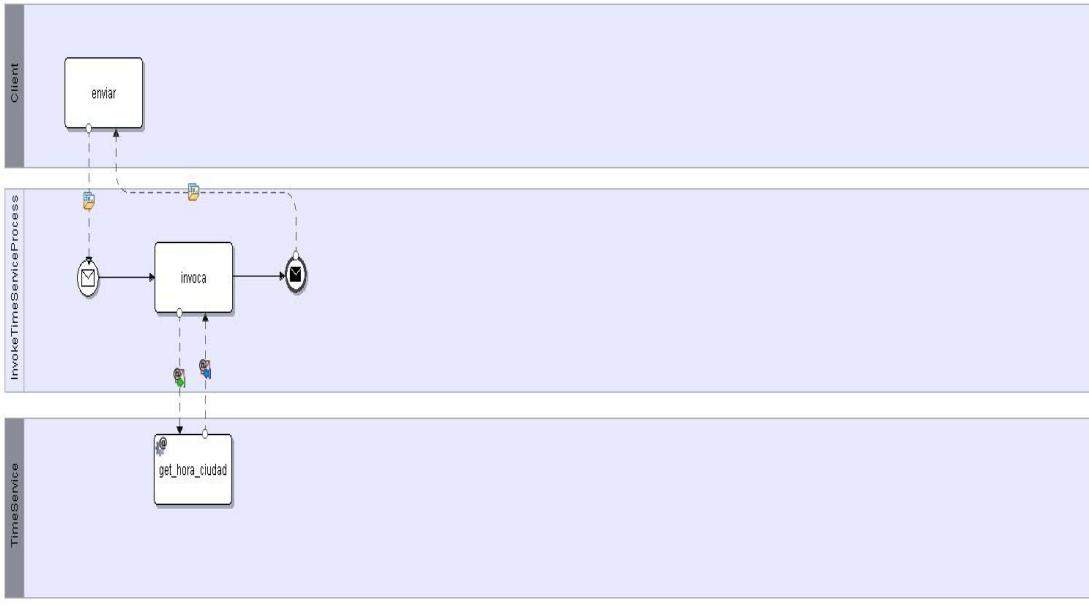 Client
enviar
InvokeTimeServiceProcess
invoca
TimeService
get_hora_ciudad